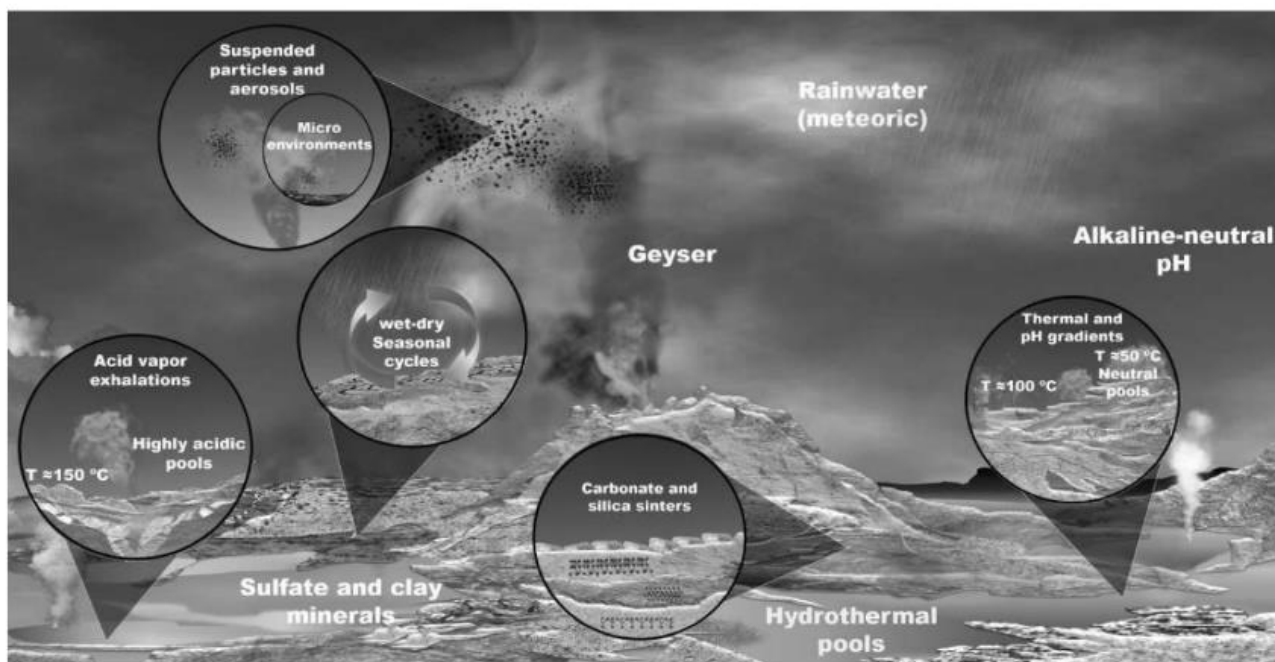 Suspended
particles and
aerosols
Micro
environments
Rainwater
(meteoric)
Geyser
Alkaline-neutral
pH
wet-dry
Seasonal
cycles
Thermal and
pH gradients
T ≈50 °C
Neutral
pools
T ≈100 °C
Acid vapor
exhalations
Highly acidic
pools
T ≈150 °C
Carbonate and
silica sinters
Sulfate and clay
minerals
Hydrothermal
pools